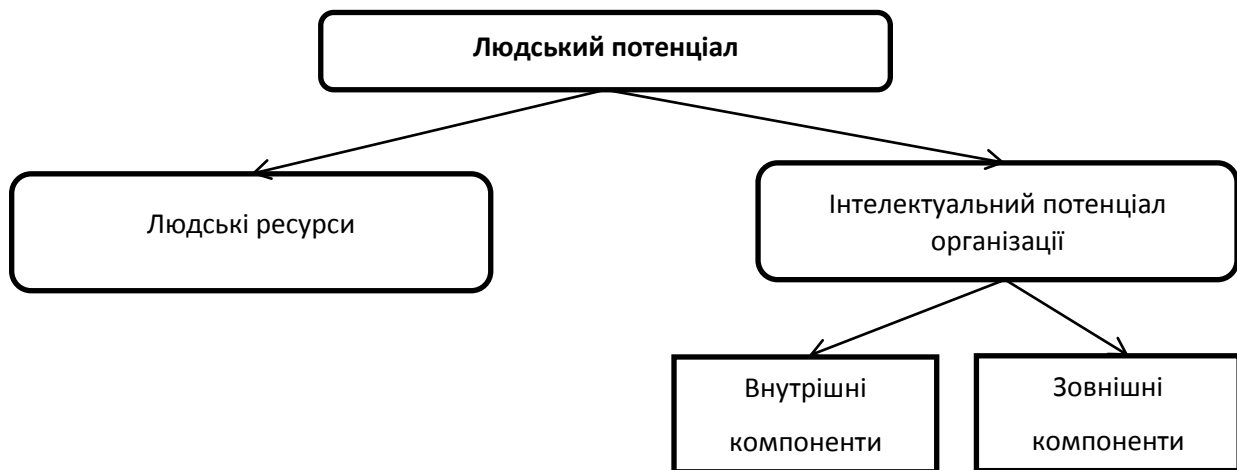 Людський потенціал
Людські ресурси
Інтелектуальний потенціал
організації
Внутрішні
компоненти
Зовнішні
компоненти